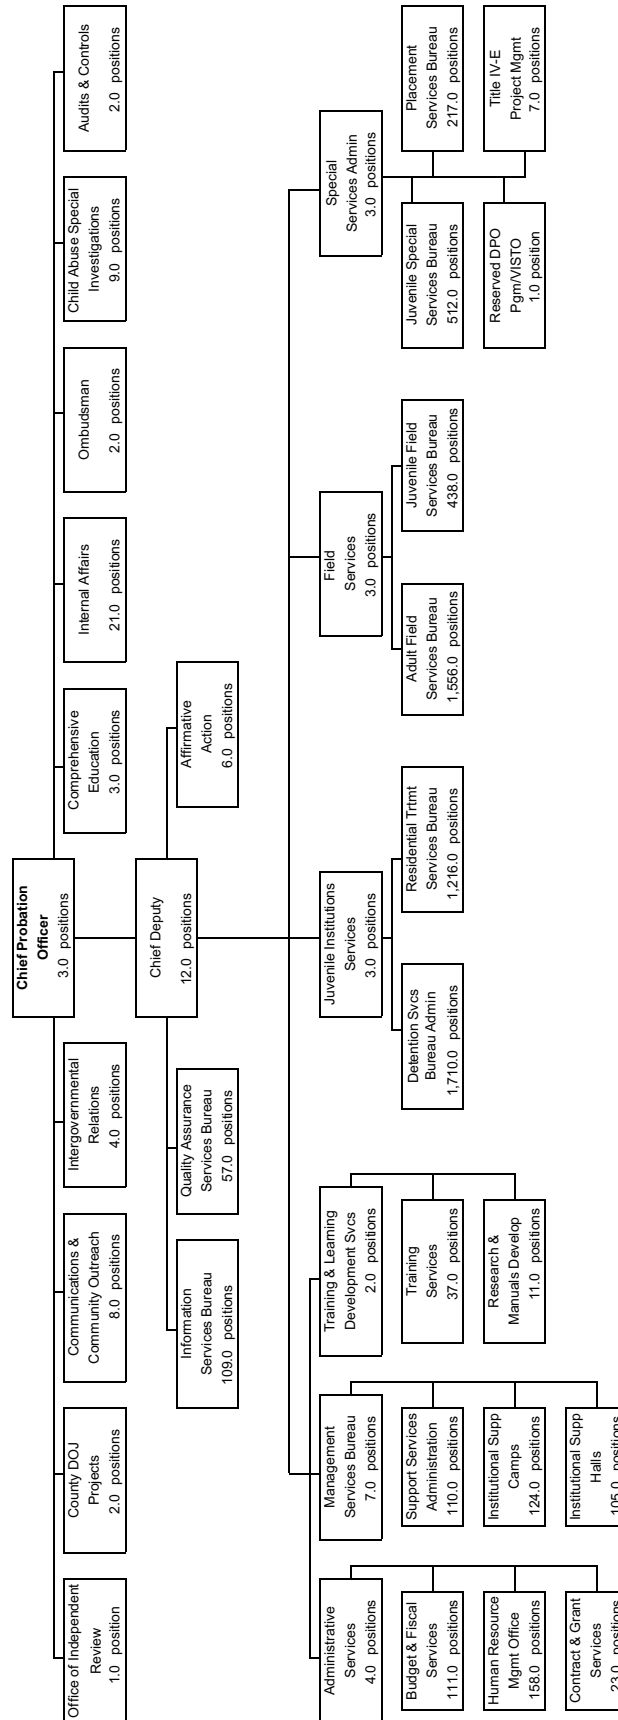 Chief Probation
Officer
3.0 positions
Office of Independent
Review
1.0 position
County DOJ
Projects
2.0 positions
Communications &
Community Outreach
8.0 positions
Intergovernmental
Relations
4.0 positions
Comprehensive
Education
3.0 positions
Internal Affairs
21.0 positions
Ombudsman
2.0 positions
Child Abuse Special
Investigations
9.0 positions
Audits & Controls
2.0 positions
Chief Deputy
12.0 positions
Information
Services Bureau
109.0 positions
Quality Assurance
Services Bureau
57.0 positions
Affirmative
Action
6.0 positions
Administrative
Services
4.0 positions
Budget & Fiscal
Services
111.0 positions
Human Resource
Mgmt Office
158.0 positions
Contract & Grant
Services
23.0 positions
Management
Services Bureau
7.0 positions
Support Services
Administration
110.0 positions
Institutional Supp
Camps
124.0 positions
Institutional Supp
Halls
105.0 positions
Training & Learning
Development Svcs
2.0 positions
Training
Services
37.0 positions
Research &
Manuals Develop
11.0 positions
Juvenile Institutions
Services
3.0 positions
Detention Svcs
Bureau Admin
1,710.0 positions
Residential Trtmt
Services Bureau
1,216.0 positions
Field
Services
3.0 positions
Adult Field
Services Bureau
1,556.0 positions
Juvenile Field
Services Bureau
438.0 positions
Special
Services Admin
3.0 positions
Juvenile Special
Services Bureau
512.0 positions
Placement
Services Bureau
217.0 positions
Reserved DPO
Pgm/VISTO
1.0 position
Title IV-E
Project Mgmt
7.0 positions